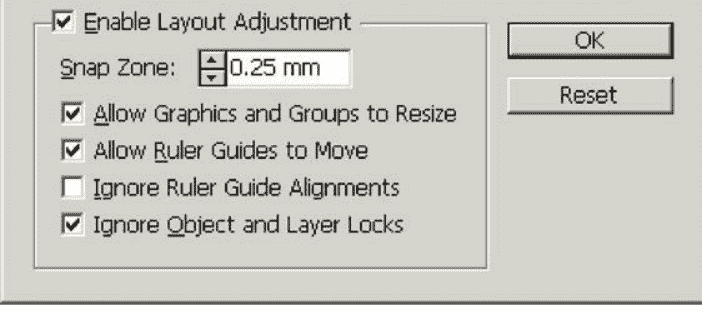 Enable Layout Adjustment
Snap Zone: 0.25 mm
Allow Graphics and Groups to Resize
Allow Ruler Guides to Move
Ignore Ruler Guide Alignments
Ignore Object and Layer Locks
OK
Reset